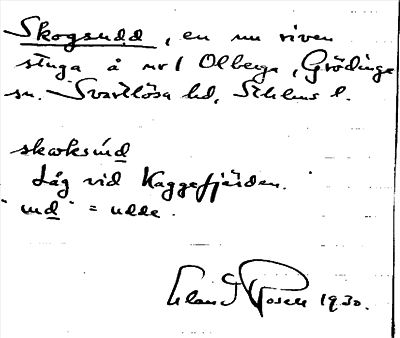 Skogsudd, en nu riven
stuga å nr 1 Olberga, Grödinge
sn. Svartlösa hd, Sthlms l.
skωksúd
Låg vid Kaggefjärden.
"ud" = udde.
1930.